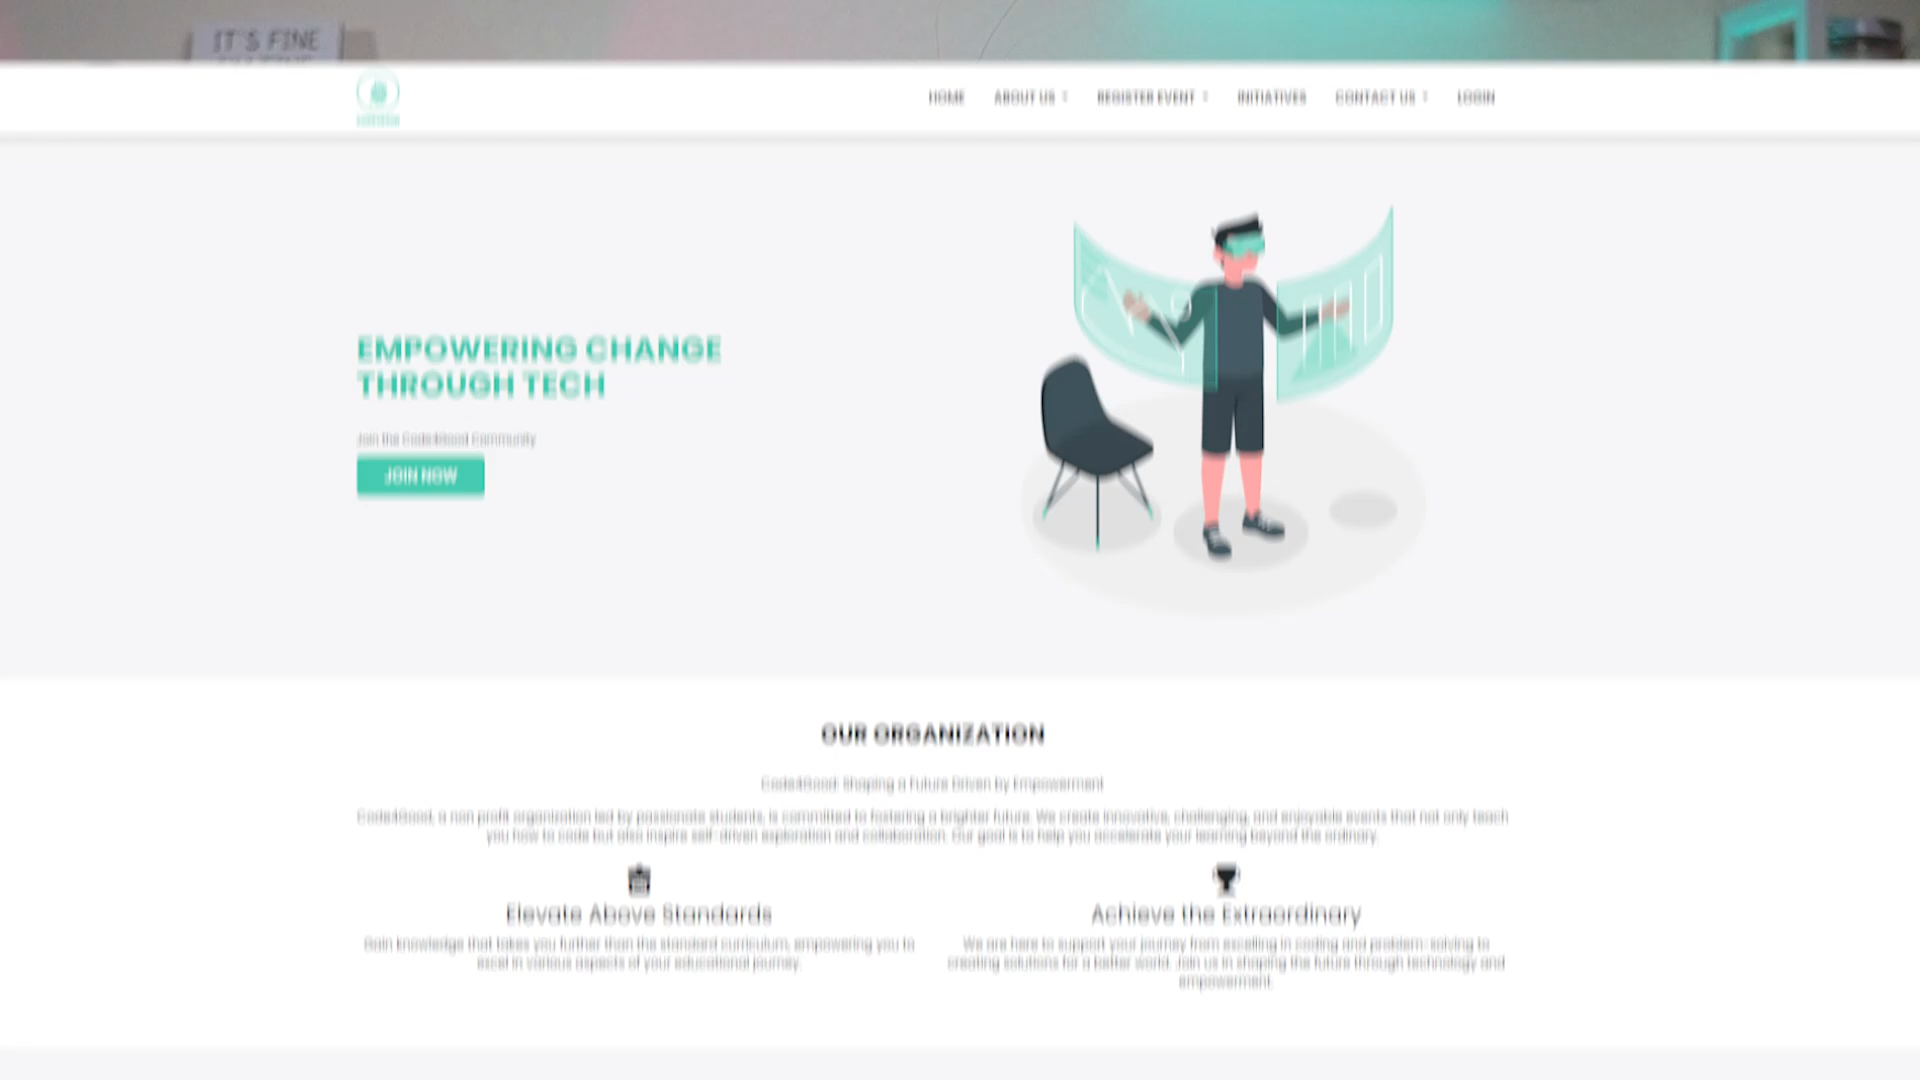 IT'S FINE
HOME ABOUT US REGISTER EVENT INITIATIVES CONTACT US LOGIN
EMPOWERING CHANGE
THROUGH TECH
Join the Code4Good Community
JOIN NOW
OUR ORGANIZATION
Code4Good: Shaping a Future Driven by Empowerment
Code4Good, a non profit organization led by passionate students, is committed to fostering a brighter future. We create innovative, challenging, and enjoyable events that not only teach
you how to code but also inspire self-driven exploration and collaboration. Our goal is to help you accelerate your learning beyond the ordinary.
Elevate Above Standards
Achieve the Extraordinary
Gain knowledge that takes you further than the standard curriculum, empowering you to
excel in various aspects of your educational journey.
We are here to support your journey from excelling in coding and problem-solving to
creating solutions for a better world. Join us in shaping the future through technology and
empowerment.